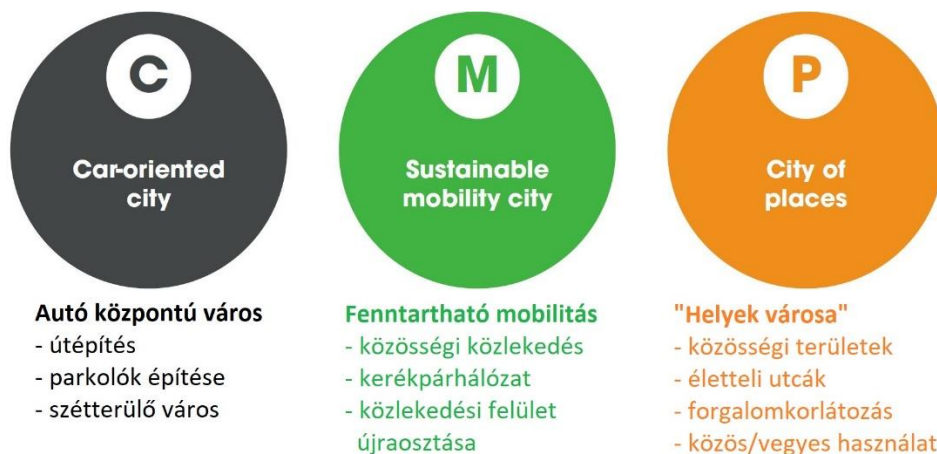 C
Car-oriented
city
Autó központú város
- útépítés
- parkolók építése
- szétterülő város
M
Sustainable
mobility city
Fenntartható mobilitás
- közösségi közlekedés
- kerékpárhálózat
- közlekedési felület
újraosztása
P
City of
places
"Helyek városa"
- közösségi területek
- életteli utcák
- forgalomkorlátozás
- közös/vegyes használat